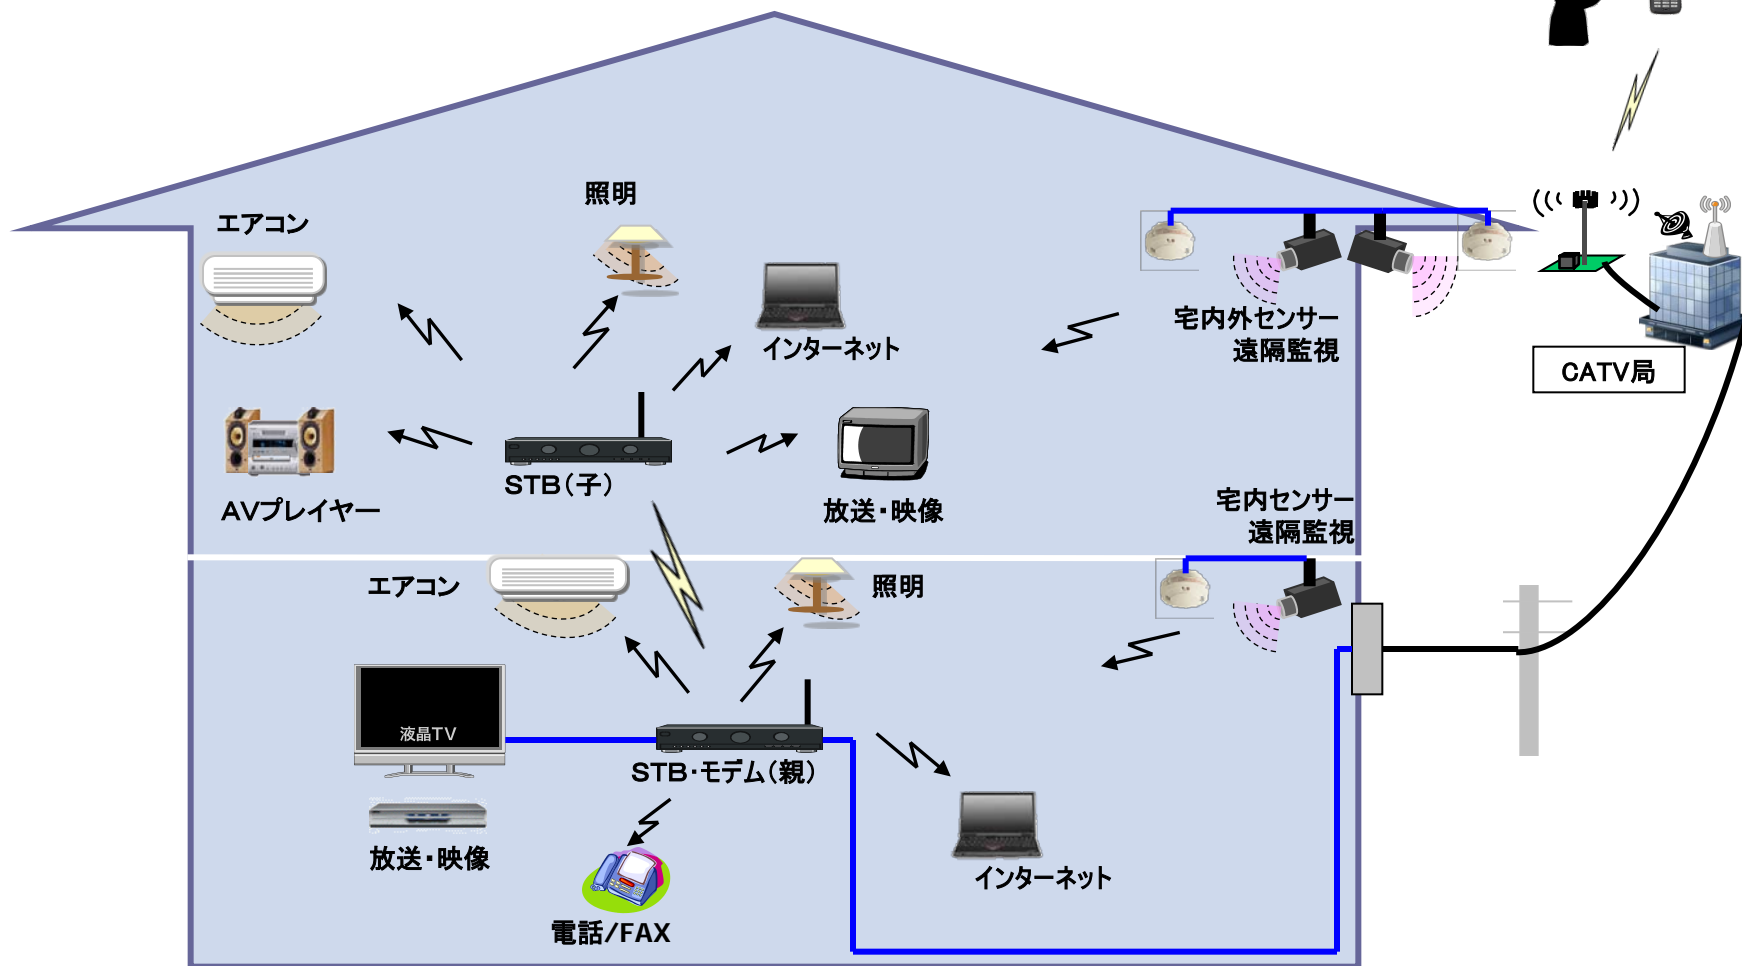 照明
エアコン
インターネット
宅内外センサー
遠隔監視
CATV局
STB(子)
AVプレイヤー
放送・映像
宅内センサー
遠隔監視
エアコン
照明
液晶TV
STB・モデム(親)
放送・映像
インターネット
電話/FAX